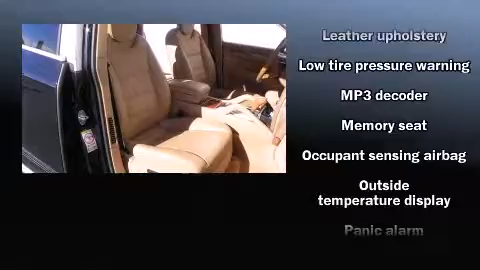 Leather upholstery
Low tire pressure warning
MP3 decoder
Memory seat
Occupant sensing airbag
Outside
temperature display
Panic alarm